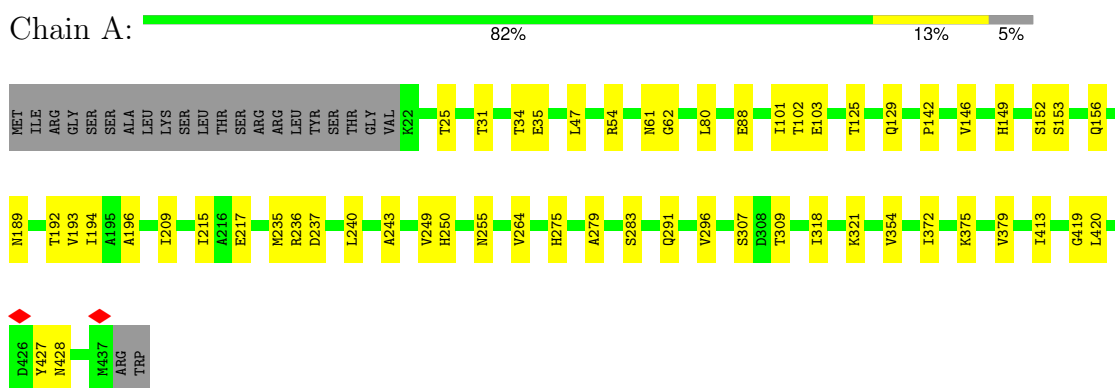 Chain A:
82% 13% 5%
MET ILE ARG GLY SER SER ALA LEU LYS SER LEU THR SER ARG ARG LEU TYR SER THR GLY VAL K22 T25 T31 T34 E35 L47 R54 N61 G62 L80 E88 I101 T102 E103 T125 Q129 P142 V146 H149 S152 S153 Q156
N189 T192 V193 I194 A195 A196 I209 I215 A216 E217 M235 R236 D237 L240 A243 V249 H250 N255 V264 H275 A279 S283 Q291 V296 S307 D308 T309 I318 K321 V354 I372 K375 V379 I413 G419 L420
D426 Y427 N428 M437 ARG TRP